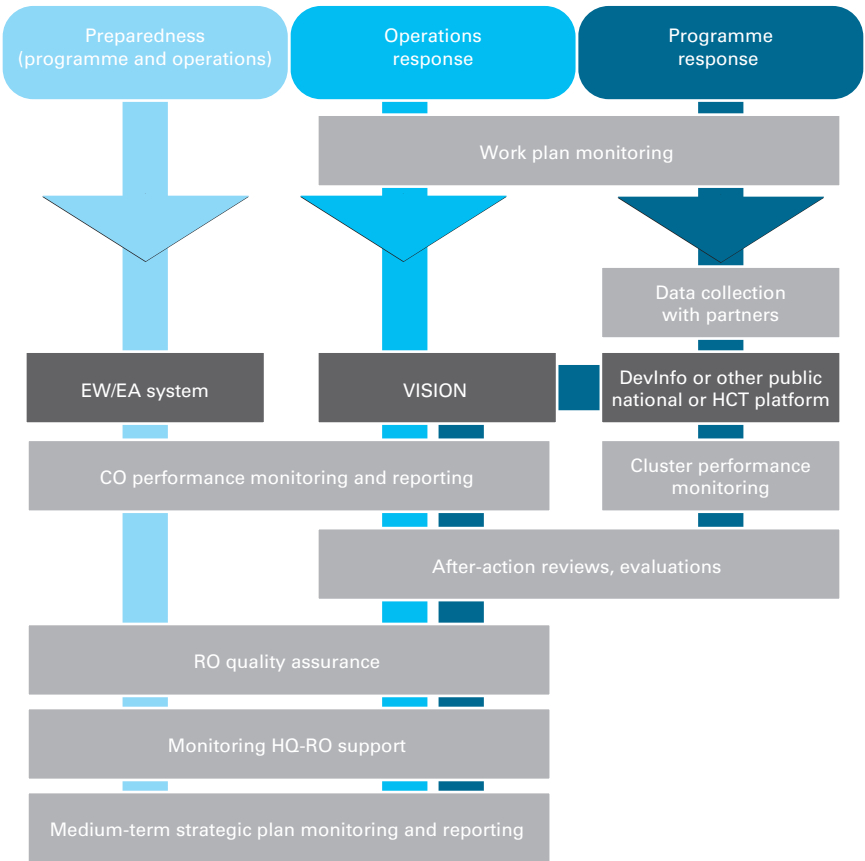 Preparedness
(programme and operations)
Operations
response
Programme
response
Work plan monitoring
Data collection
with partners
EW/EA system
VISION
DevInfo or other public
national or HCT platform
CO performance monitoring and reporting
Cluster performance
monitoring
After-action reviews, evaluations
RO quality assurance
Monitoring HQ-RO support
Medium-term strategic plan monitoring and reporting